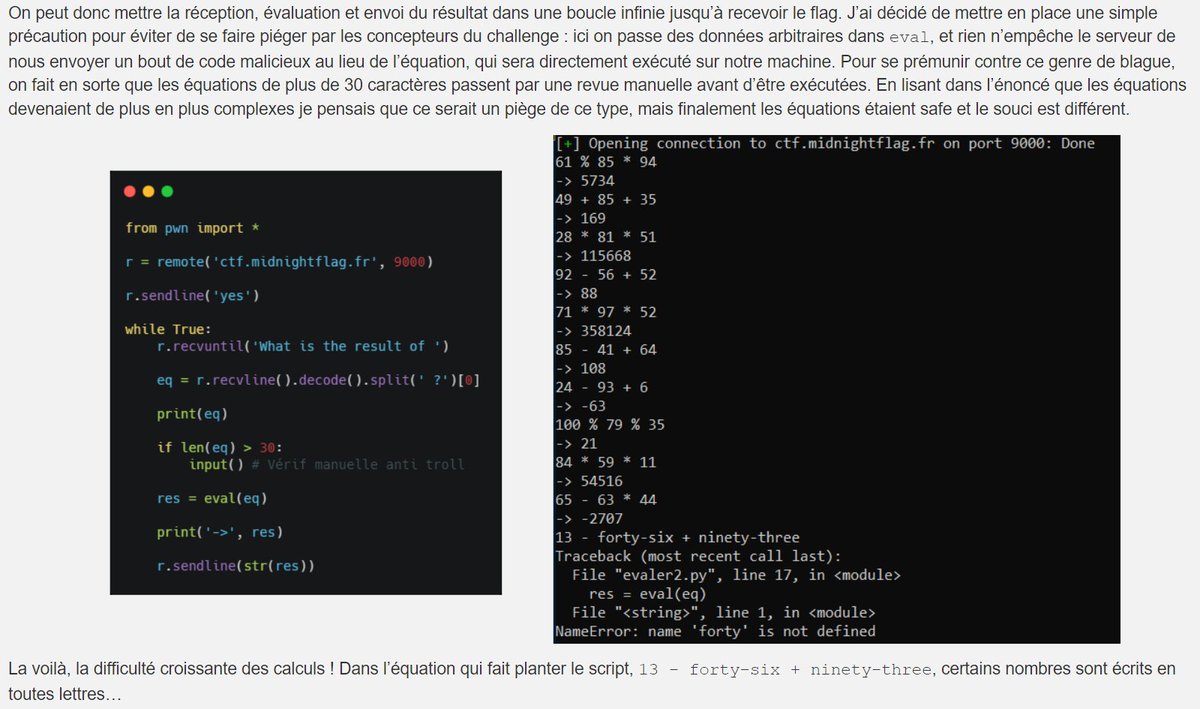 On peut donc mettre la réception, évaluation et envoi du résultat dans une boucle infinie jusqu’à recevoir le flag. J’ai décidé de mettre en place une simple
précaution pour éviter de se faire piéger par les concepteurs du challenge : ici on passe des données arbitraires dans eval, et rien n’empêche le serveur de
nous envoyer un bout de code malicieux au lieu de l’équation, qui sera directement exécuté sur notre machine. Pour se prémunir contre ce genre de blague,
on fait en sorte que les équations de plus de 30 caractères passent par une revue manuelle avant d’être exécutées. En lisant dans l’énoncé que les équations
devenaient de plus en plus complexes je pensais que ce serait un piège de ce type, mais finalement les équations étaient safe et le souci est différent.
from pwn import *
r = remote('ctf.midnightflag.fr', 9000)
r.sendline('yes')
while True:
    r.recvuntil('What is the result of ')
    eq = r.recvline().decode().split(' ?')[0]
    print(eq)
    if len(eq) > 30:
        input() # Vérif manuelle anti troll
    res = eval(eq)
    print('->', res)
    r.sendline(str(res))
[+] Opening connection to ctf.midnightflag.fr on port 9000: Done
61 % 85 * 94
-> 5734
49 + 85 + 35
-> 169
28 * 81 * 51
-> 115668
92 - 56 + 52
-> 88
71 * 97 * 52
-> 358124
85 - 41 + 64
-> 108
24 - 93 + 6
-> -63
100 % 79 % 35
-> 21
84 * 59 * 11
-> 54516
65 - 63 * 44
-> -2707
13 - forty-six + ninety-three
Traceback (most recent call last):
  File "evaler2.py", line 17, in <module>
    res = eval(eq)
  File "<string>", line 1, in <module>
NameError: name 'forty' is not defined
La voilà, la difficulté croissante des calculs ! Dans l’équation qui fait planter le script, 13 - forty-six + ninety-three, certains nombres sont écrits en
toutes lettres…